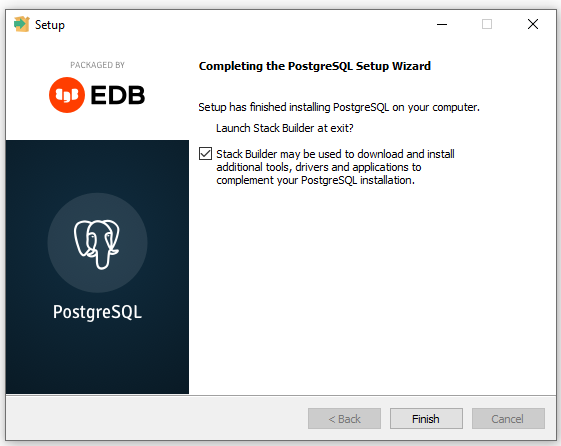 Setup
PACKAGED BY
EDB
PostgreSQL
Completing the PostgreSQL Setup Wizard
Setup has finished installing PostgreSQL on your computer.
Launch Stack Builder at exit?
Stack Builder may be used to download and install
additional tools, drivers and applications to
complement your PostgreSQL installation.
< Back
Finish
Cancel